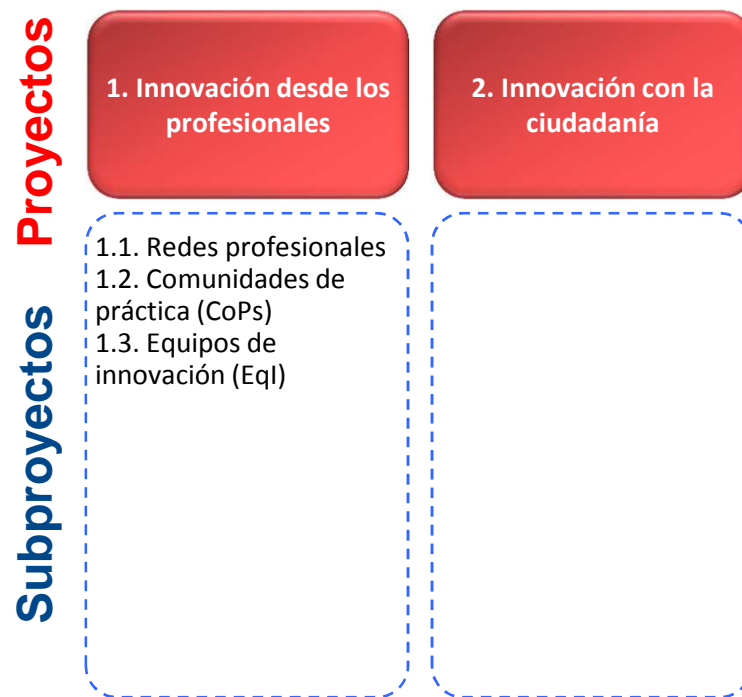 Proyectos
1. Innovación desde los
profesionales
2. Innovación con la
ciudadanía
Subproyectos
1.1. Redes profesionales
1.2. Comunidades de
práctica (CoPs)
1.3. Equipos de
innovación (EqI)